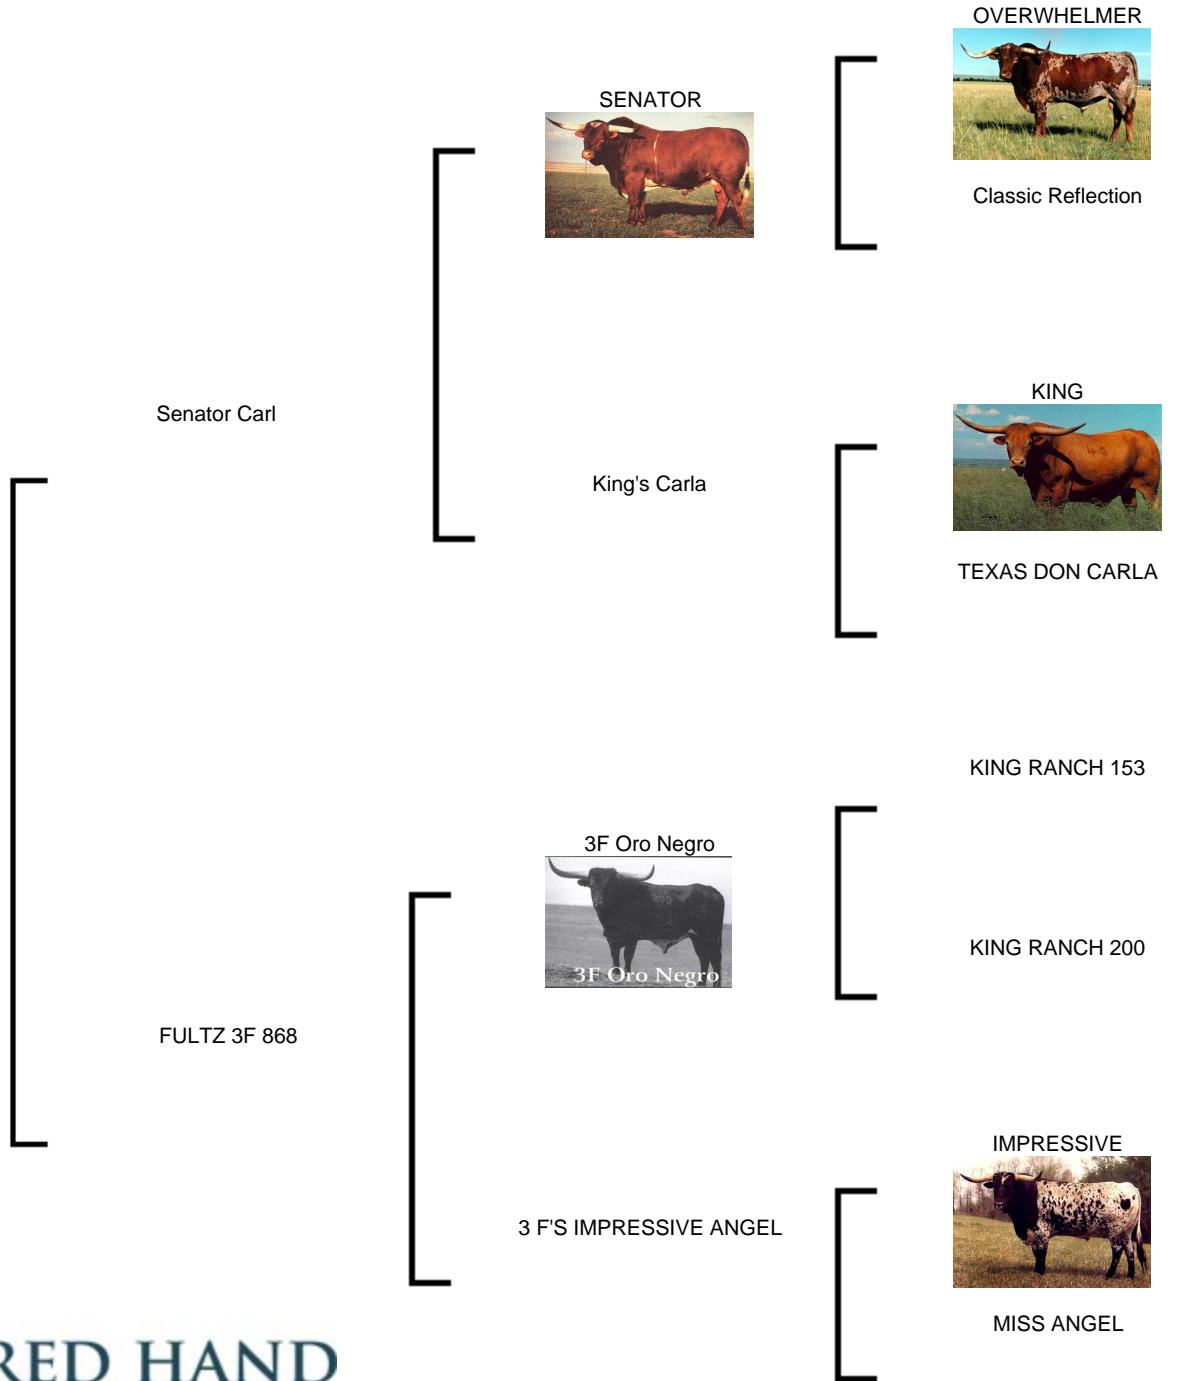 OVERWHELMER
SENATOR
Classic Reflection
KING
Senator Carl
King's Carla
TEXAS DON CARLA
KING RANCH 153
3F Oro Negro
3F Oro Negro
KING RANCH 200
FULTZ 3F 868
IMPRESSIVE
3 F'S IMPRESSIVE ANGEL
MISS ANGEL
RED HAND